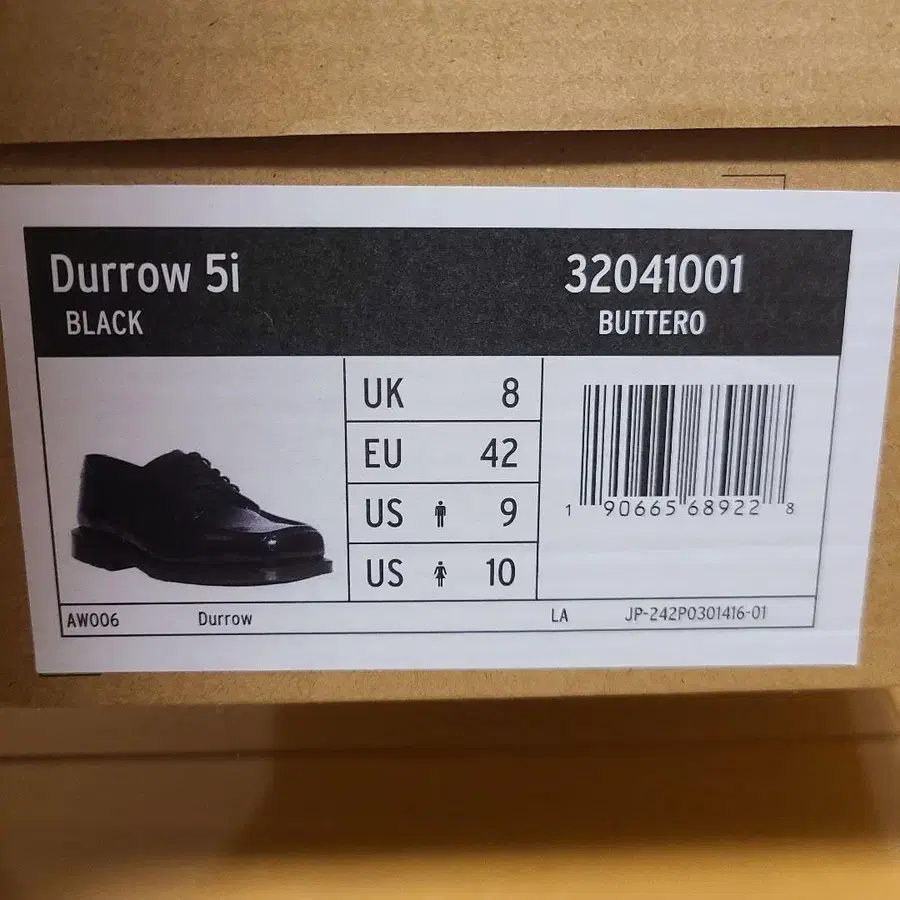 Durrow 5i 32041001
BLACK BUTTERO
UK 8
EU 42
US 9
US 10
1 90665 68922 8
AW006 Durrow LA JP-242P0301416-01